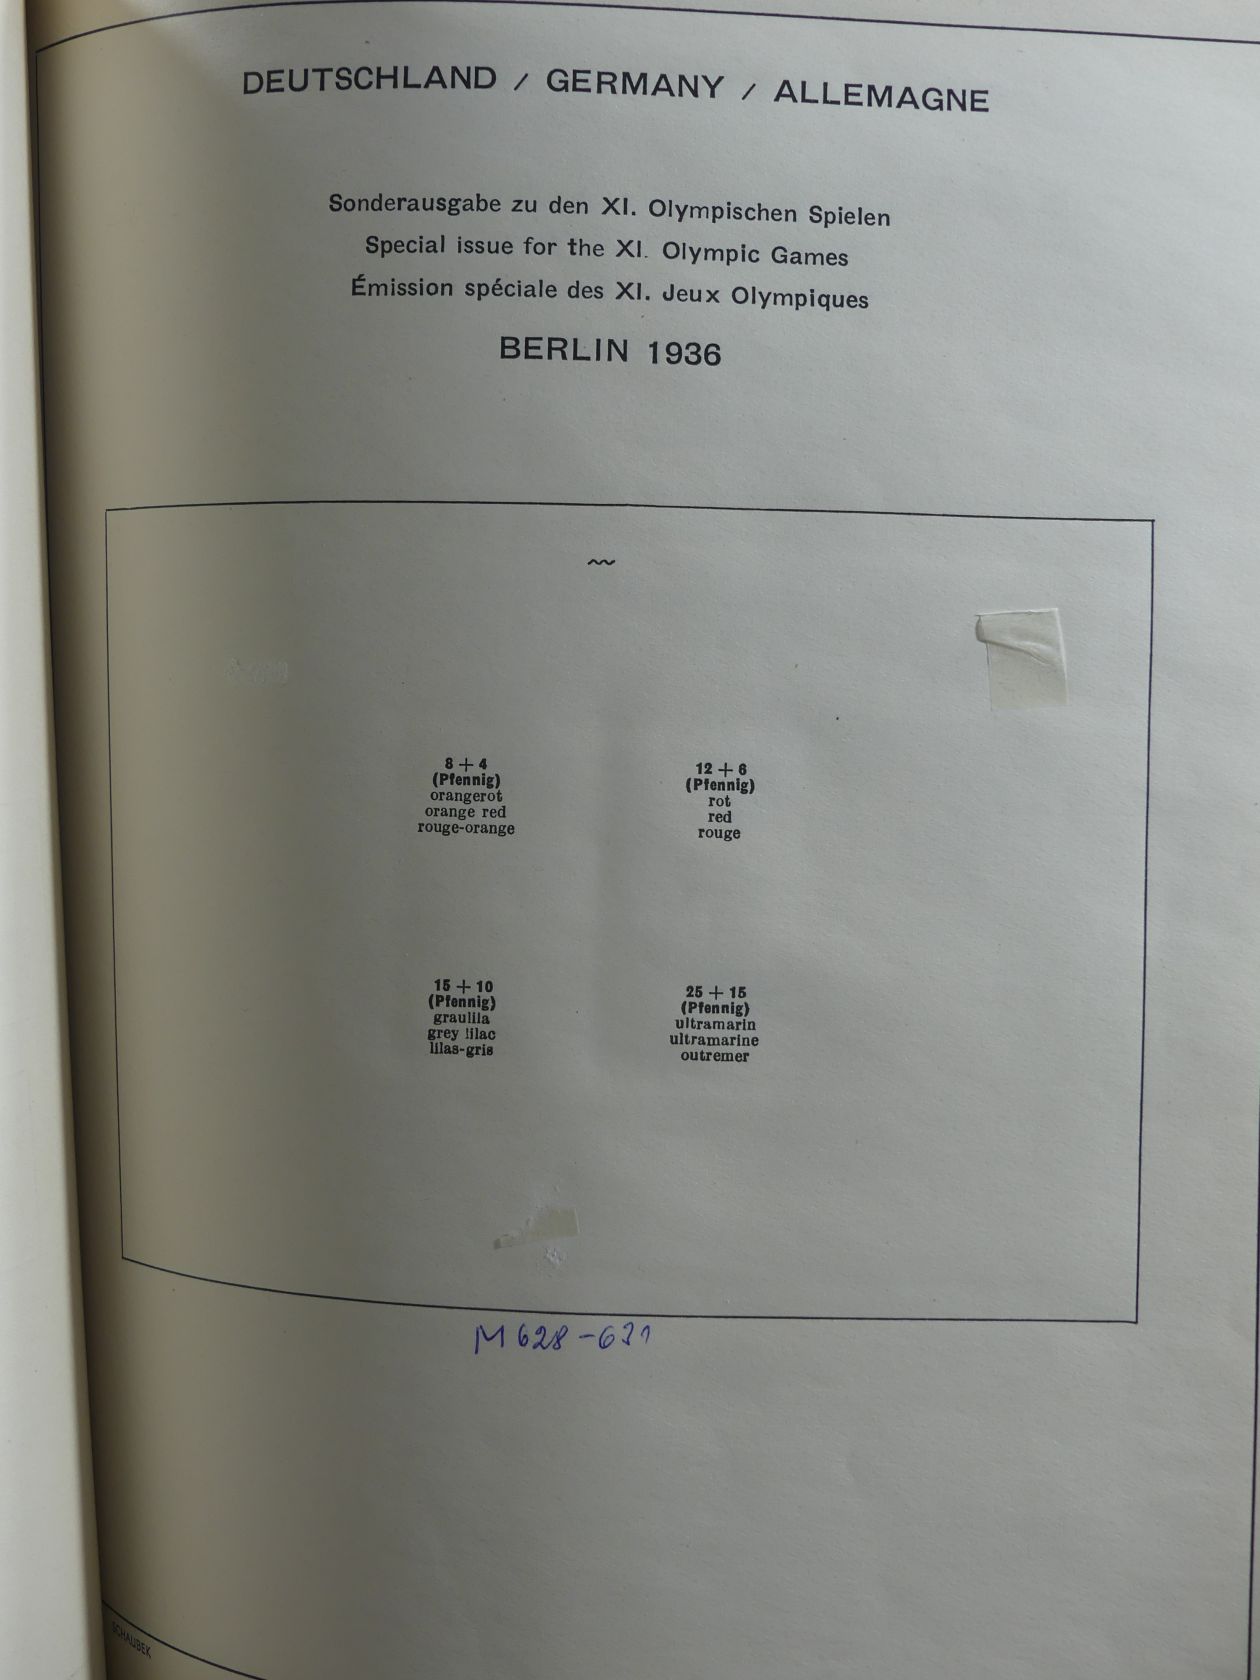 DEUTSCHLAND / GERMANY / ALLEMAGNE
Sonderausgabe zu den XI. Olympischen Spielen
Special issue for the XI. Olympic Games
Émission spéciale des XI. Jeux Olympiques
BERLIN 1936
8 + 4
(Pfennig)
orangerot
orange red
rouge-orange
12 + 6
(Pfennig)
rot
red
rouge
15 + 10
(Pfennig)
graulila
grey lilac
lilas-gris
25 + 15
(Pfennig)
ultramarin
ultramarine
outremer
M 628-631
SCHAUBEK